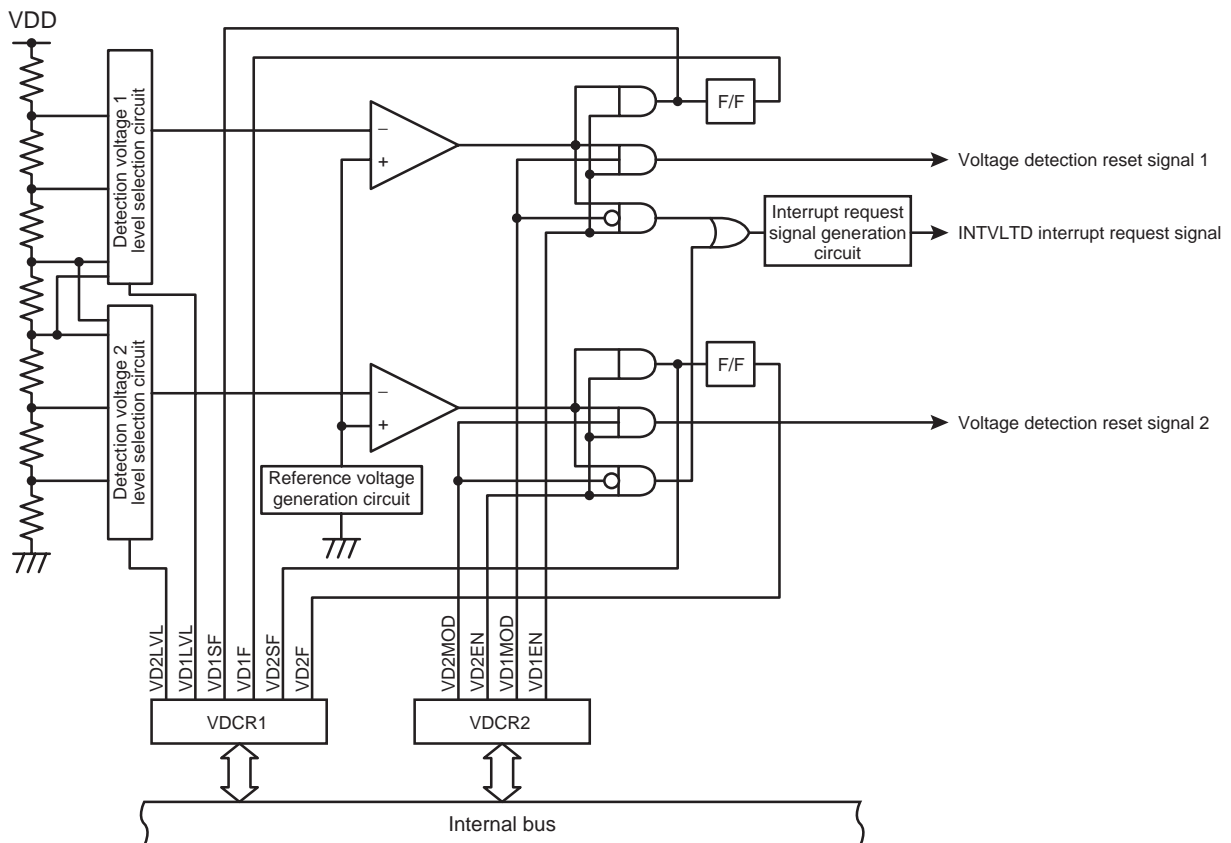 VDD
Detection voltage 1
level selection circuit
−
+
F/F
Voltage detection reset signal 1
Interrupt request
signal generation
circuit
INTVLTD interrupt request signal
Detection voltage 2
level selection circuit
−
+
F/F
Voltage detection reset signal 2
Reference voltage
generation circuit
VD2LVL
VD1LVL
VD1SF
VD1F
VD2SF
VD2F
VD2MOD
VD2EN
VD1MOD
VD1EN
VDCR1
VDCR2
Internal bus